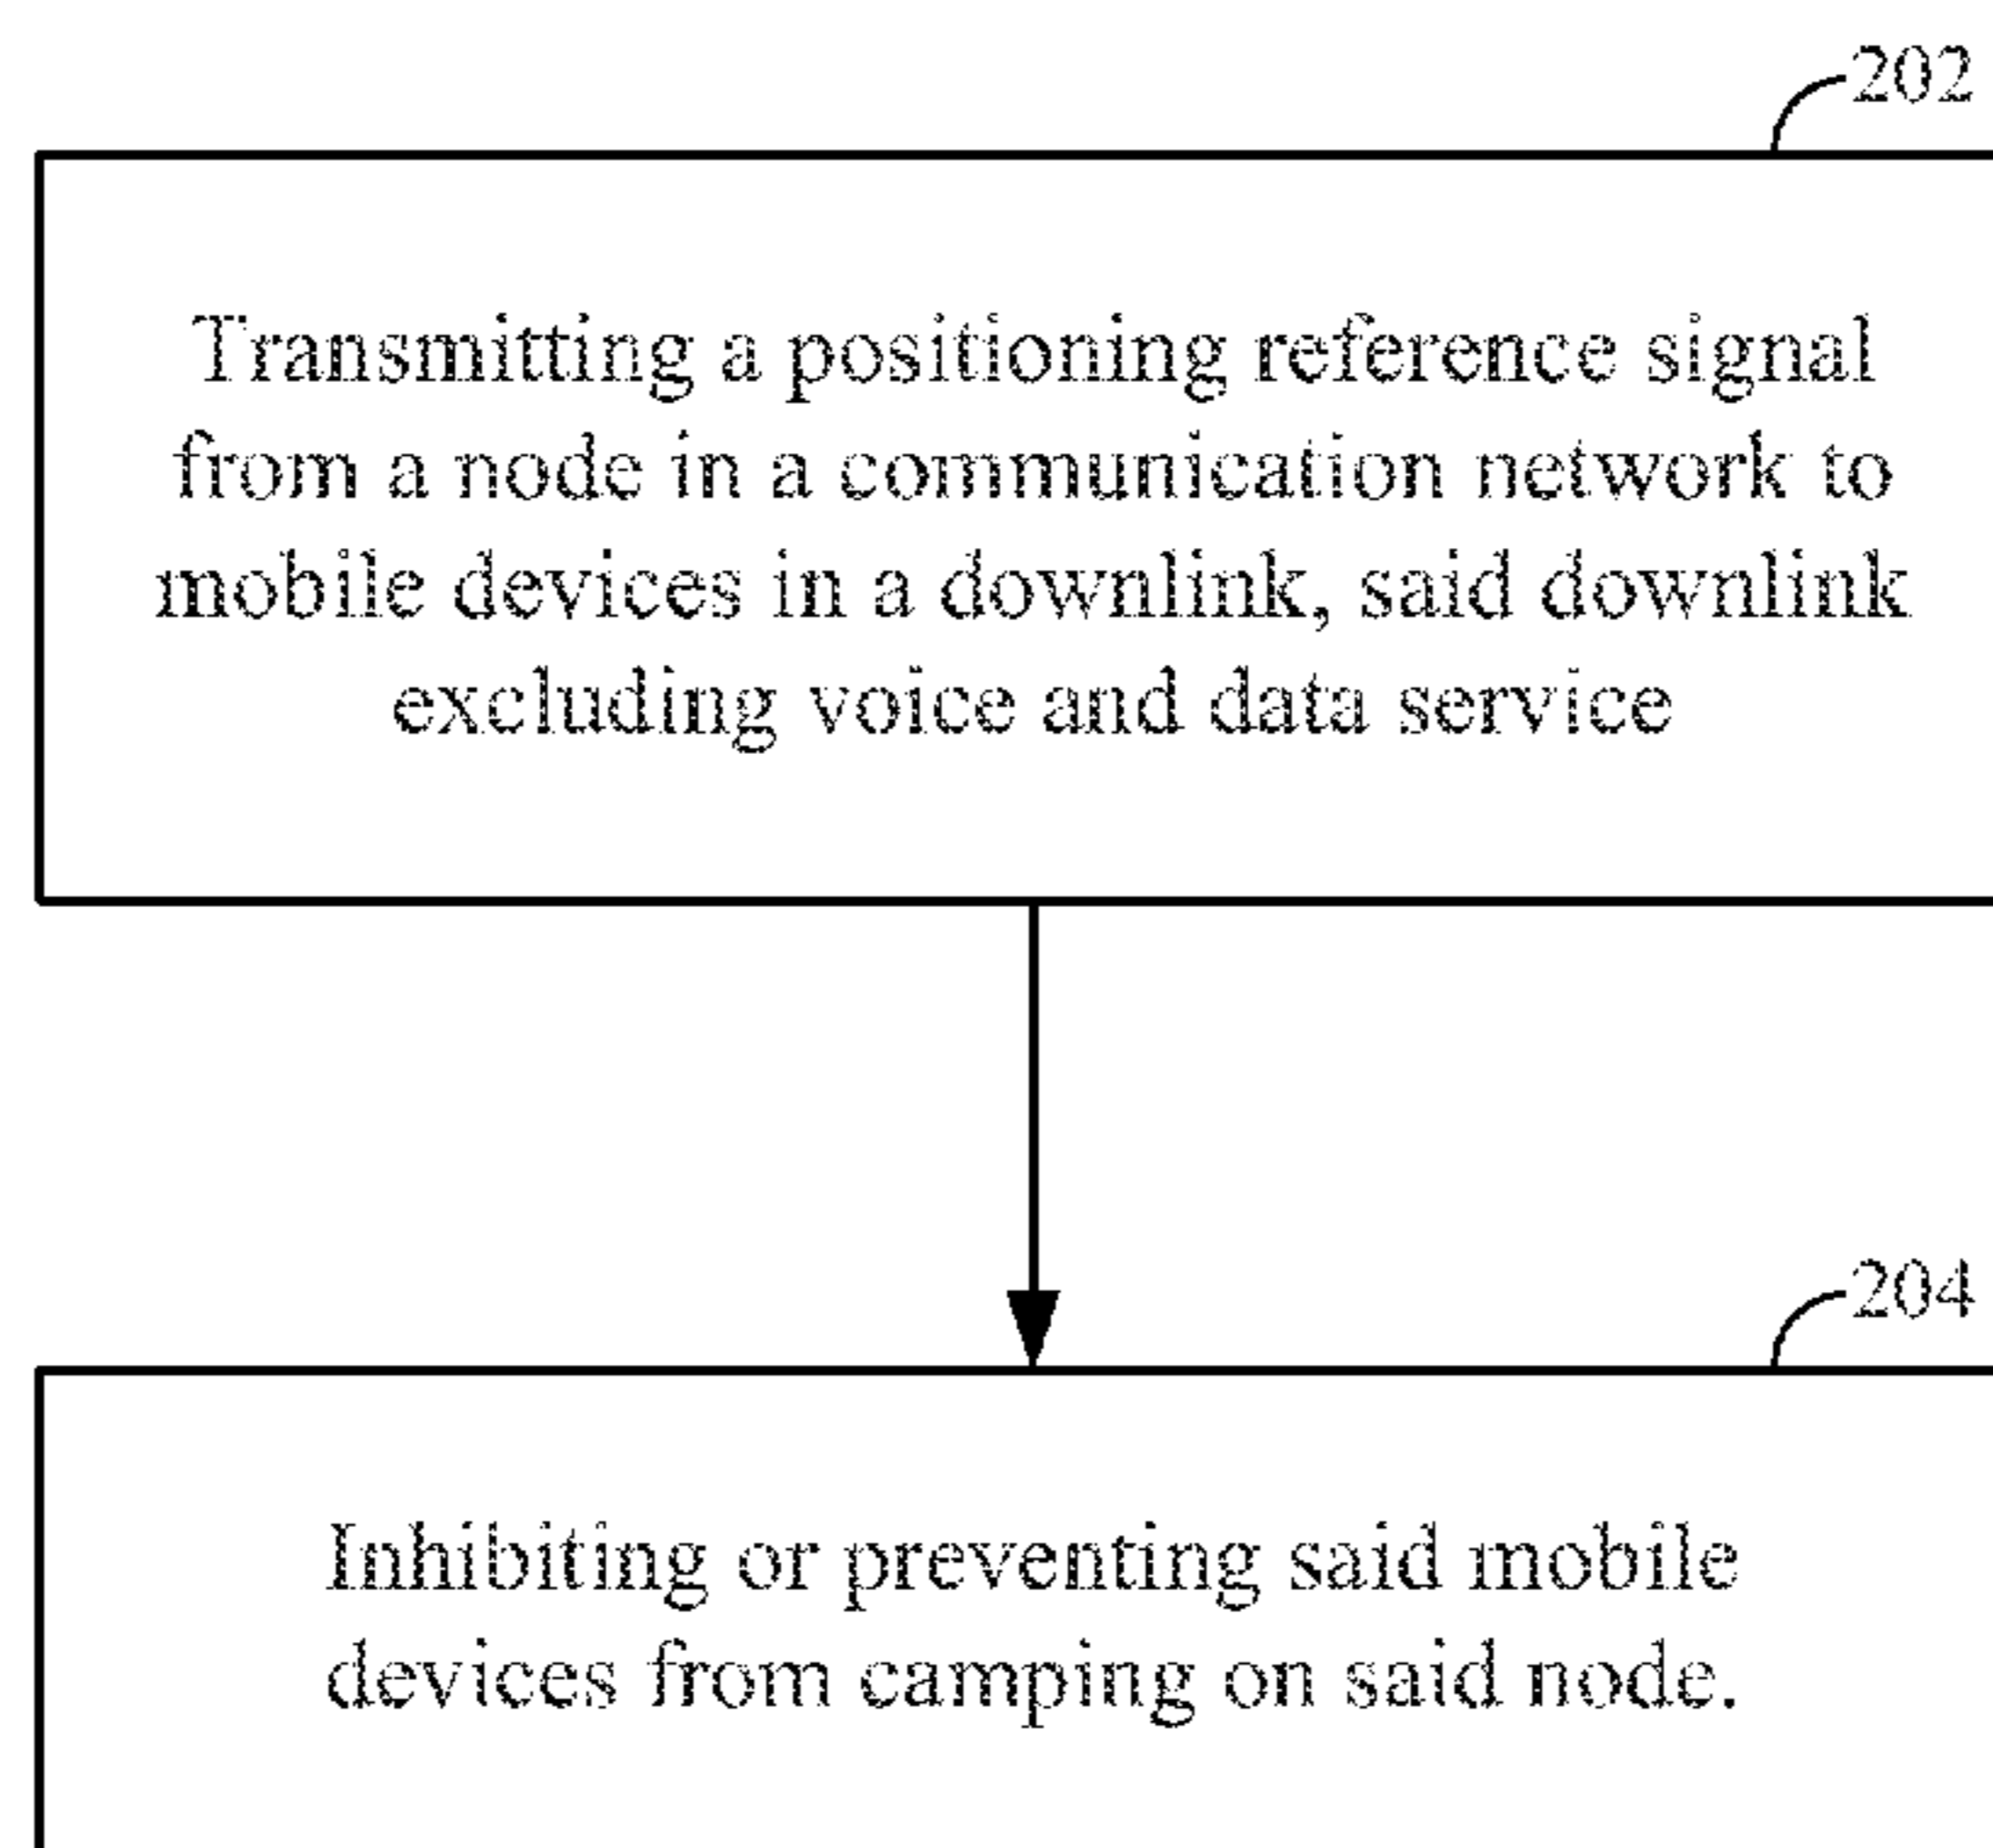 202
Transmitting a positioning reference signal
from a node in a communication network to
mobile devices in a downlink, said downlink
excluding voice and data service
204
Inhibiting or preventing said mobile
devices from camping on said node.